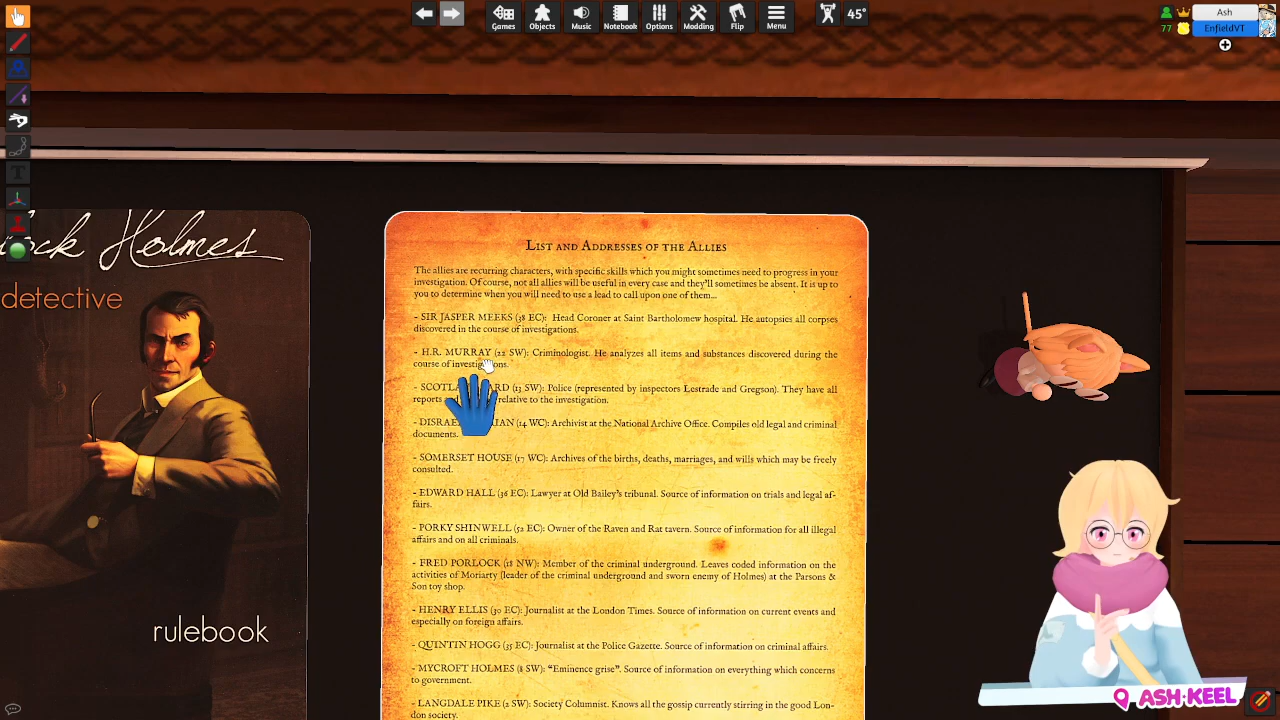 Games
Objects
Music
Notebook
Options
Modding
Flip
Menu
45°
Ash
77
EnfieldVT
ock Holmes
detective
rulebook
List and Addresses of the Allies
The allies are recurring characters, with specific skills which you might sometimes need to progress in your
investigation. Of course, not all allies will be useful in every case and they'll sometimes be absent. It is up to
you to determine when you will need to use a lead to call upon one of them...
- SIR JASPER MEEKS (38 EC): Head Coroner at Saint Bartholomew hospital. He autopsies all corpses
discovered in the course of investigations.
- H.R. MURRAY (22 SW): Criminologist. He analyzes all items and substances discovered during the
course of investigations.
- SCOTLA ARD (13 SW): Police (represented by inspectors Lestrade and Gregson). They have all
reports relative to the investigation.
- DISRAE IAN (14 WC): Archivist at the National Archive Office. Compiles old legal and criminal
documents.
- SOMERSET HOUSE (17 WC): Archives of the births, deaths, marriages, and wills which may be freely
consulted.
- EDWARD HALL (36 EC): Lawyer at Old Bailey's tribunal. Source of information on trials and legal af-
fairs.
- PORKY SHINWELL (52 EC): Owner of the Raven and Rat tavern. Source of information for all illegal
affairs and on all criminals.
- FRED PORLOCK (18 NW): Member of the criminal underground. Leaves coded information on the
activities of Moriarty (leader of the criminal underground and sworn enemy of Holmes) at the Parsons &
Son toy shop.
- HENRY ELLIS (30 EC): Journalist at the London Times. Source of information on current events and
especially on foreign affairs.
- QUINTIN HOGG (35 EC): Journalist at the Police Gazette. Source of information on criminal affairs.
- MYCROFT HOLMES (8 SW): "Eminence grise". Source of information on everything which concerns
to government.
- LANGDALE PIKE (2 SW): Society Columnist. Knows all the gossip currently stirring in the good Lon-
don society.
ASH·KEEL